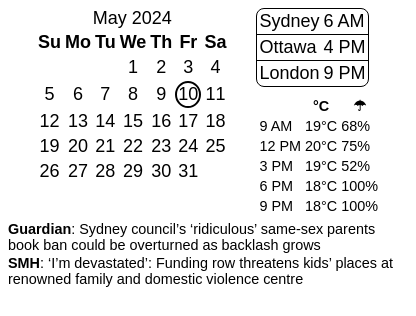 May 2024
Su Mo Tu We Th Fr Sa
1 2 3 4
5 6 7 8 9 10 11
12 13 14 15 16 17 18
19 20 21 22 23 24 25
26 27 28 29 30 31
Sydney 6 AM
Ottawa 4 PM
London 9 PM
°C ☂
9 AM 19°C 68%
12 PM 20°C 75%
3 PM 19°C 52%
6 PM 18°C 100%
9 PM 18°C 100%
Guardian: Sydney council’s ‘ridiculous’ same-sex parents
book ban could be overturned as backlash grows
SMH: ‘I’m devastated’: Funding row threatens kids’ places at
renowned family and domestic violence centre